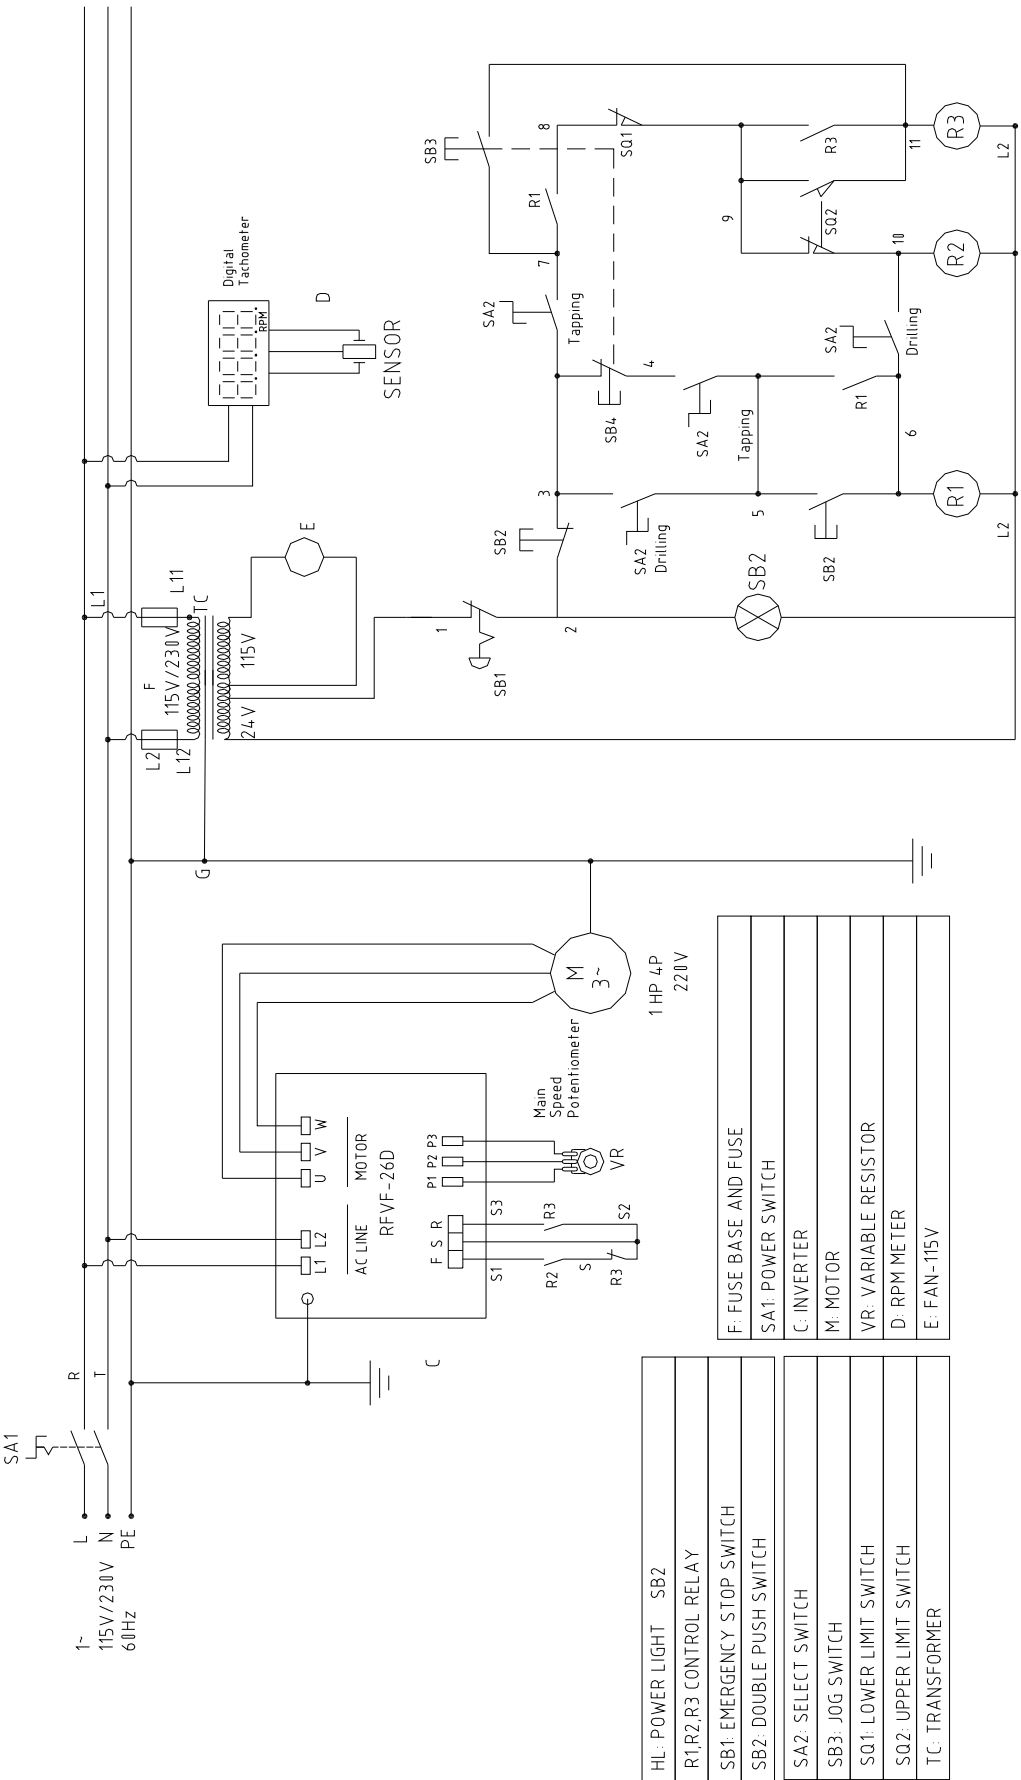 SA1
1~
115V/230V
60Hz
L
N
PE
R
T
L1
L2
F
L11
L12
115V/230V
TC
24V
115V
E
G
Digital
Tachometer
RPM
D
SENSOR
C
L1
L2
AC LINE
U
V
W
MOTOR
RFVF-26D
F
S
R
P1
P2
P3
S1
S3
R2
R3
S
R3
S2
Main
Speed
Potentiometer
VR
M
3~
1 HP 4P
220V
SB1
1
2
SB2
SB2
3
SA2
Drilling
SB4
4
SA2
Tapping
5
SB2
R1
6
R1
L2
SA2
Tapping
7
R1
8
SB3
SQ1
9
SQ2
R3
SA2
Drilling
10
11
R2
R3
L2
HL: POWER LIGHT SB2
R1,R2,R3 CONTROL RELAY
SB1: EMERGENCY STOP SWITCH
SB2: DOUBLE PUSH SWITCH
SA2: SELECT SWITCH
SB3: JOG SWITCH
SQ1: LOWER LIMIT SWITCH
SQ2: UPPER LIMIT SWITCH
TC: TRANSFORMER
F: FUSE BASE AND FUSE
SA1: POWER SWITCH
C: INVERTER
M: MOTOR
VR: VARIABLE RESISTOR
D: RPM METER
E: FAN-115V